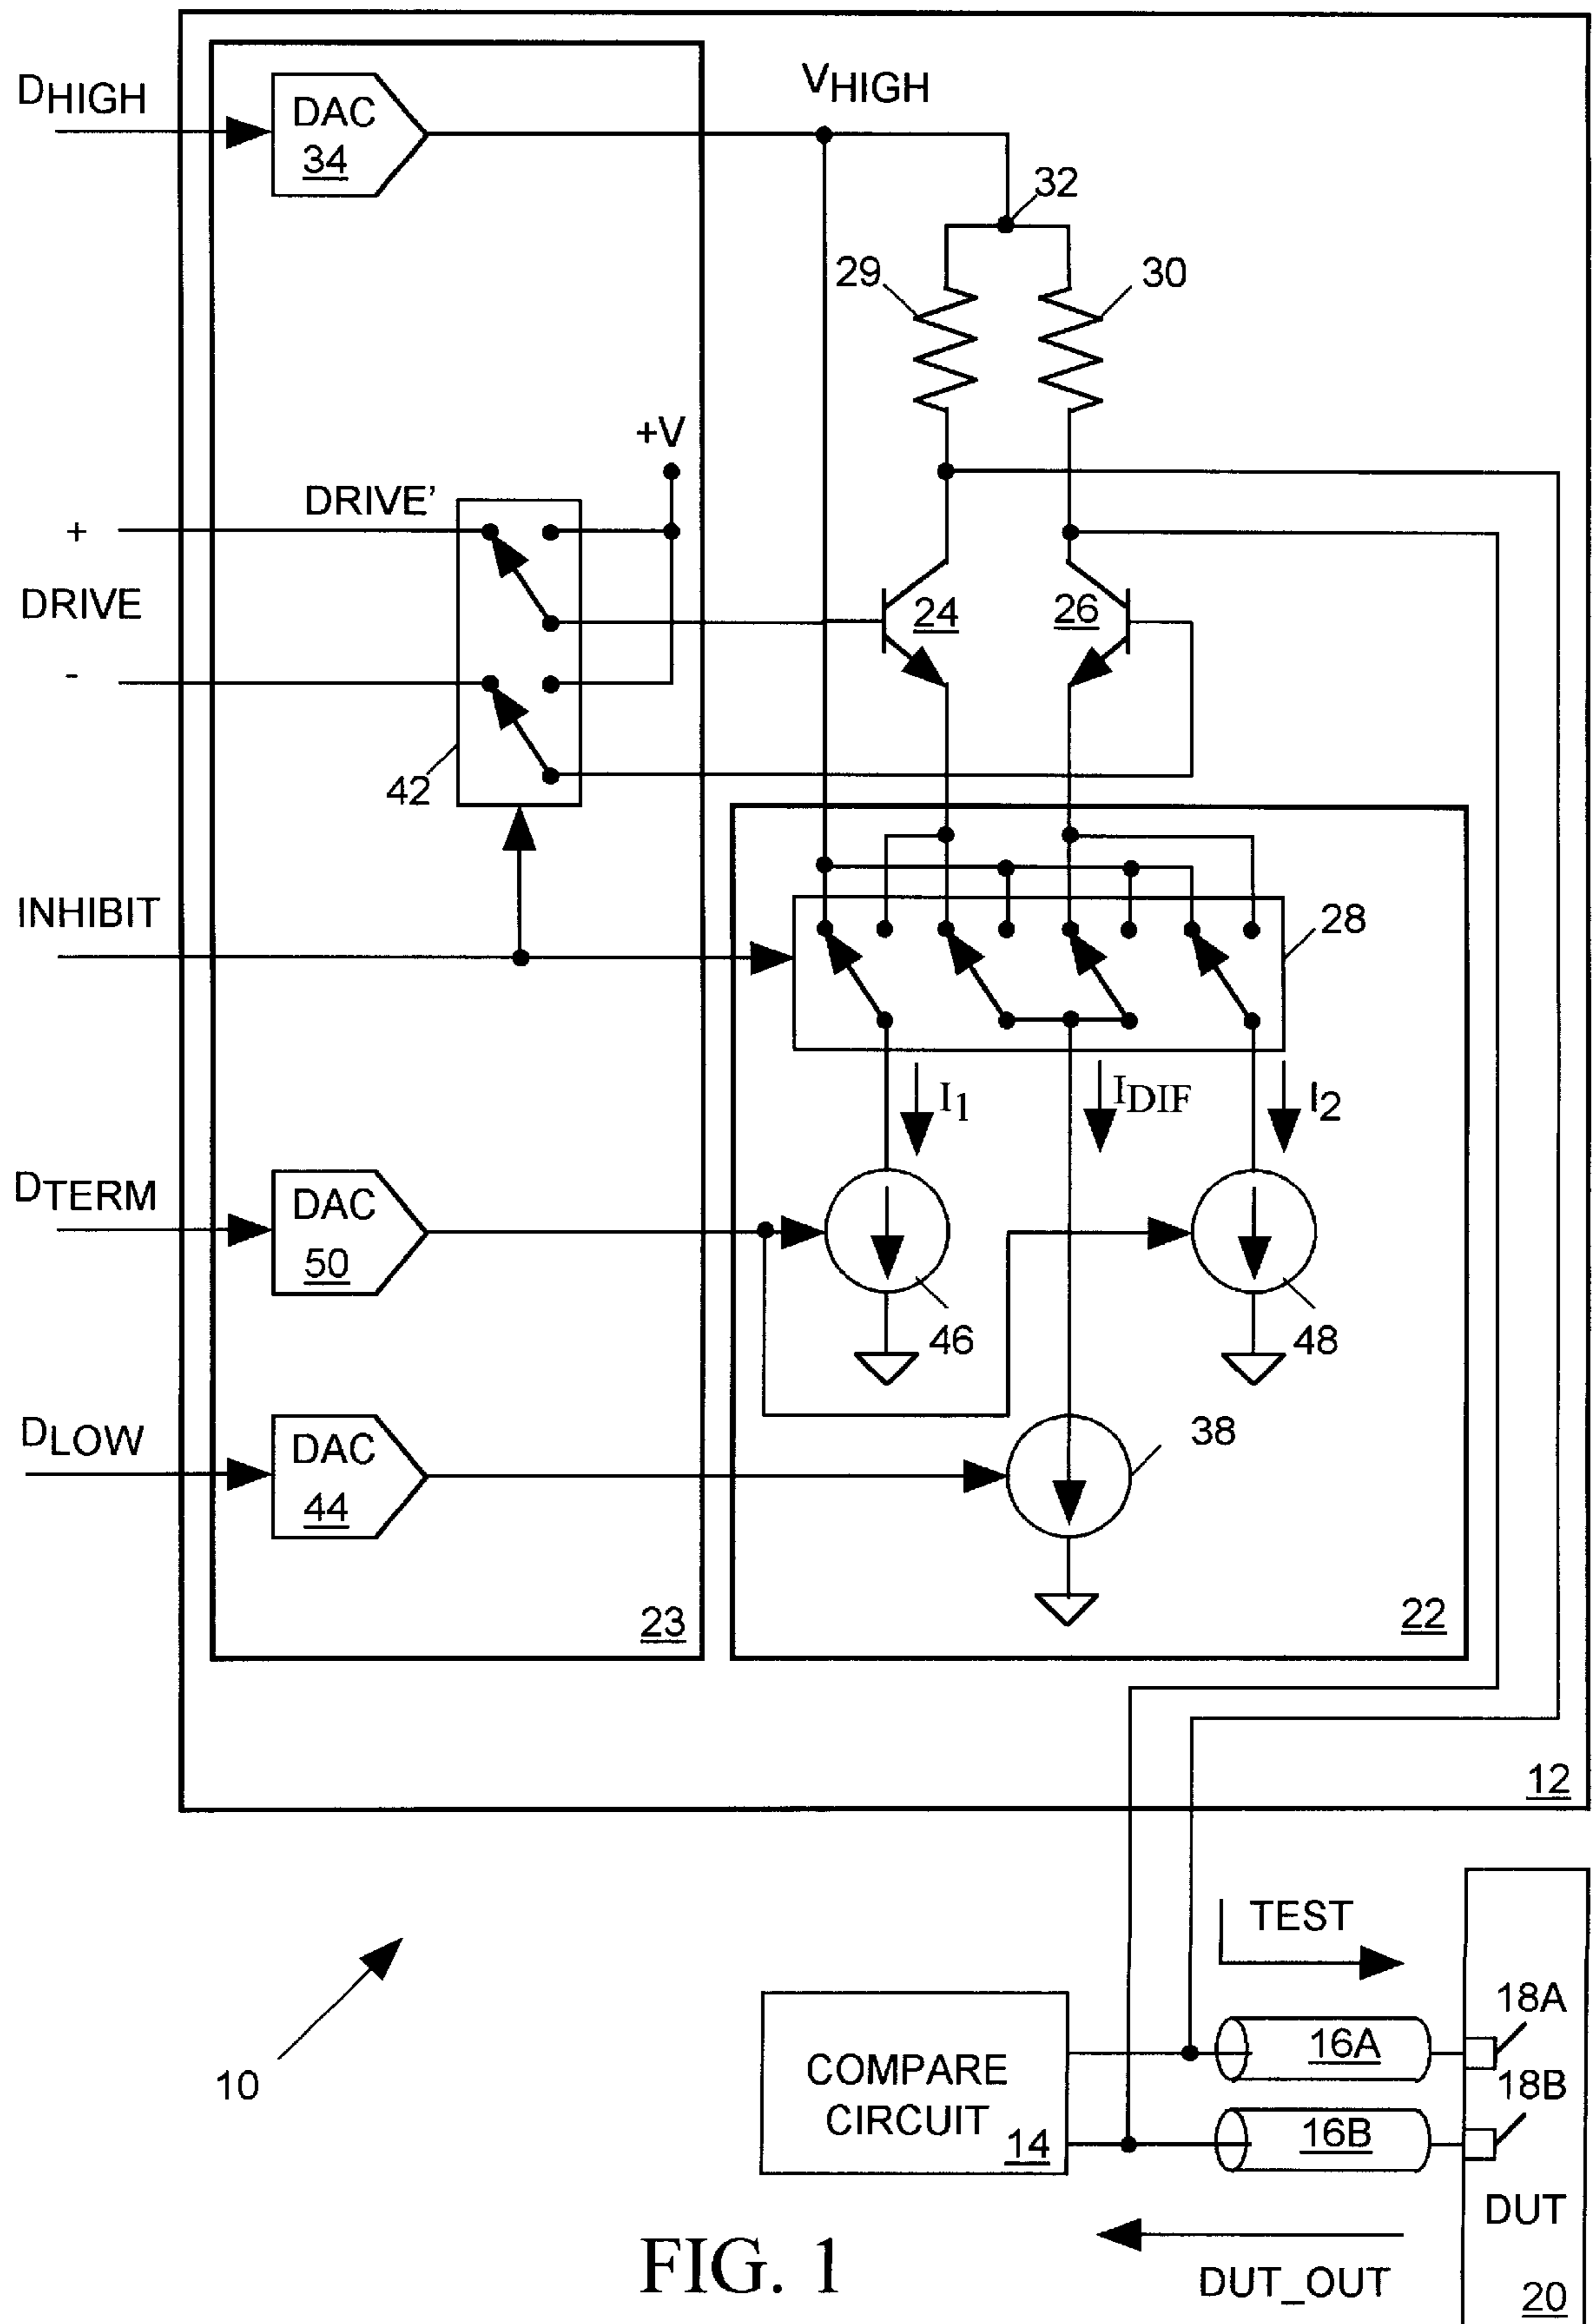 DHIGH
DAC
34
VHIGH
32
29
30
+V
DRIVE'
+
DRIVE
-
24
26
42
INHIBIT
28
I1
IDIF
I2
DTERM
DAC
50
46
48
DLOW
DAC
44
38
23
22
12
TEST
18A
16A
10
COMPARE
CIRCUIT
14
18B
16B
DUT
DUT_OUT
20
FIG. 1